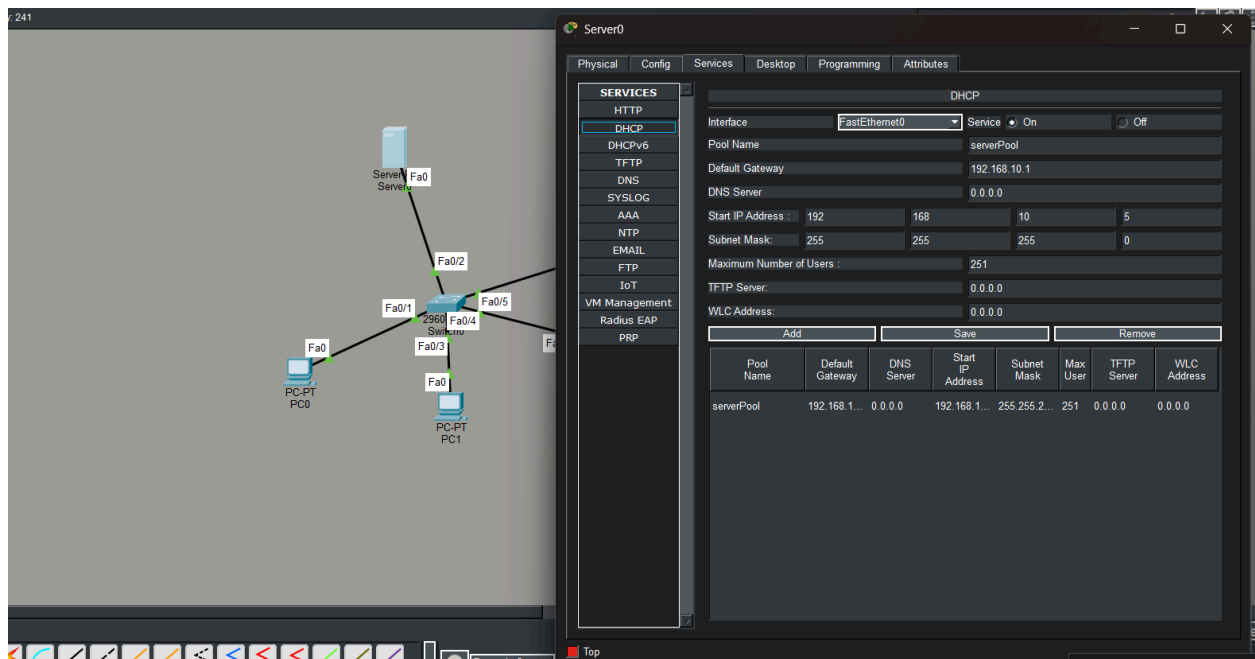 y: 241
Server0
Physical Config Services Desktop Programming Attributes
SERVICES
HTTP
DHCP
DHCPv6
TFTP
DNS
SYSLOG
AAA
NTP
EMAIL
FTP
IoT
VM Management
Radius EAP
PRP
DHCP
Interface FastEthernet0 Service On Off
Pool Name serverPool
Default Gateway 192.168.10.1
DNS Server 0.0.0.0
Start IP Address : 192 168 10 5
Subnet Mask: 255 255 255 0
Maximum Number of Users : 251
TFTP Server: 0.0.0.0
WLC Address: 0.0.0.0
Add Save Remove
Pool Name Default Gateway DNS Server Start IP Address Subnet Mask Max User TFTP Server WLC Address
serverPool 192.168.1... 0.0.0.0 192.168.1... 255.255.2... 251 0.0.0.0 0.0.0.0
Top
Fa0
Fa0/2
Fa0/1
Fa0/5
2960
Fa0/4
Switch0
Fa0/3
Fa0
PC-PT
PC0
Fa0
PC-PT
PC1
Server0